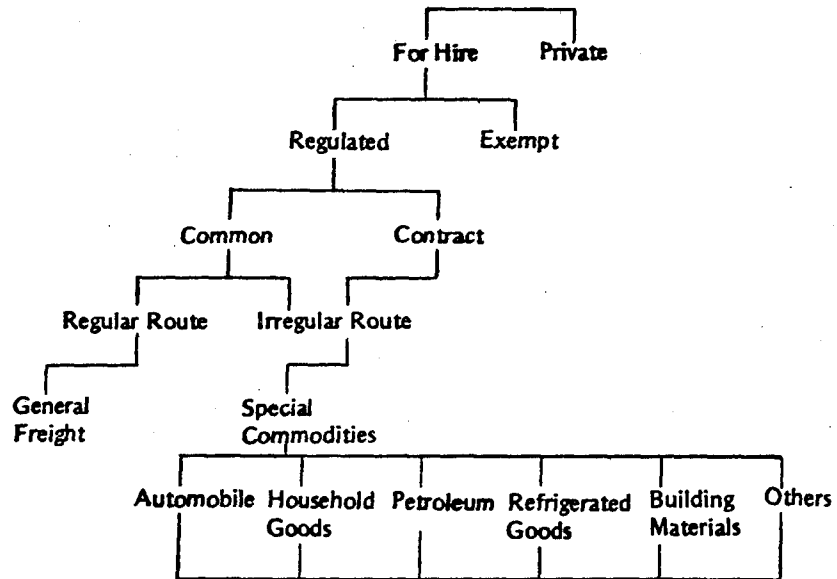 For Hire Private
Regulated Exempt
Common Contract
Regular Route Irregular Route
General
Freight
Special
Commodities
Automobile Household
Goods
Petroleum Refrigerated
Goods
Building
Materials
Others